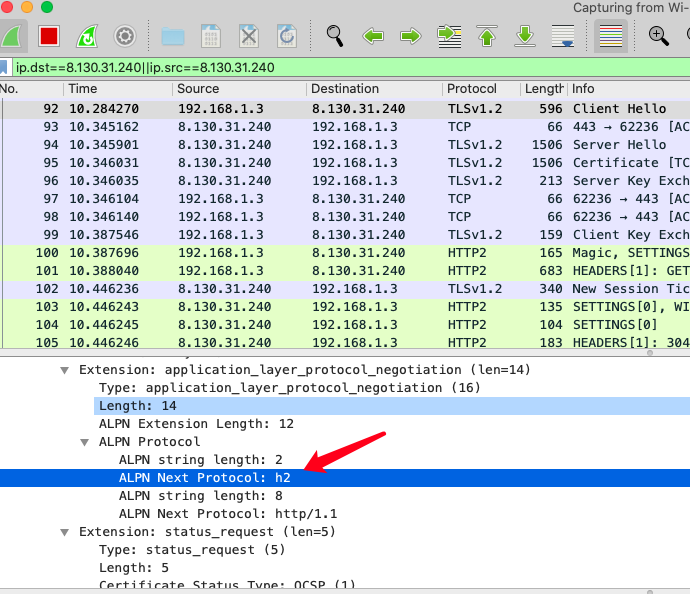 Capturing from Wi-
ip.dst==8.130.31.240||ip.src==8.130.31.240
No. Time Source Destination Protocol Length Info
92 10.284270 192.168.1.3 8.130.31.240 TLSv1.2 596 Client Hello
93 10.345162 8.130.31.240 192.168.1.3 TCP 66 443 → 62236 [AC
94 10.345901 8.130.31.240 192.168.1.3 TLSv1.2 1506 Server Hello
95 10.346031 8.130.31.240 192.168.1.3 TLSv1.2 1506 Certificate [TC
96 10.346035 8.130.31.240 192.168.1.3 TLSv1.2 213 Server Key Exch
97 10.346104 192.168.1.3 8.130.31.240 TCP 66 62236 → 443 [AC
98 10.346140 192.168.1.3 8.130.31.240 TCP 66 62236 → 443 [AC
99 10.387546 192.168.1.3 8.130.31.240 TLSv1.2 159 Client Key Exch
100 10.387696 192.168.1.3 8.130.31.240 HTTP2 165 Magic, SETTINGS
101 10.388040 192.168.1.3 8.130.31.240 HTTP2 683 HEADERS[1]: GET
102 10.446236 8.130.31.240 192.168.1.3 TLSv1.2 340 New Session Tic
103 10.446243 8.130.31.240 192.168.1.3 HTTP2 135 SETTINGS[0], WI
104 10.446245 8.130.31.240 192.168.1.3 HTTP2 104 SETTINGS[0]
105 10.446246 8.130.31.240 192.168.1.3 HTTP2 183 HEADERS[1]: 304
Extension: application_layer_protocol_negotiation (len=14)
Type: application_layer_protocol_negotiation (16)
Length: 14
ALPN Extension Length: 12
ALPN Protocol
ALPN string length: 2
ALPN Next Protocol: h2
ALPN string length: 8
ALPN Next Protocol: http/1.1
Extension: status_request (len=5)
Type: status_request (5)
Length: 5
Certificate Status Type: OCSP (1)